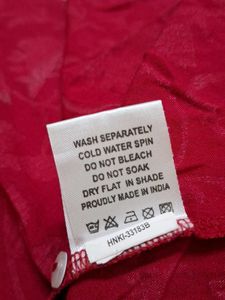 WASH SEPARATELY
COLD WATER SPIN
DO NOT BLEACH
DO NOT SOAK
DRY FLAT IN SHADE
PROUDLY MADE IN INDIA
HNKI-33183B